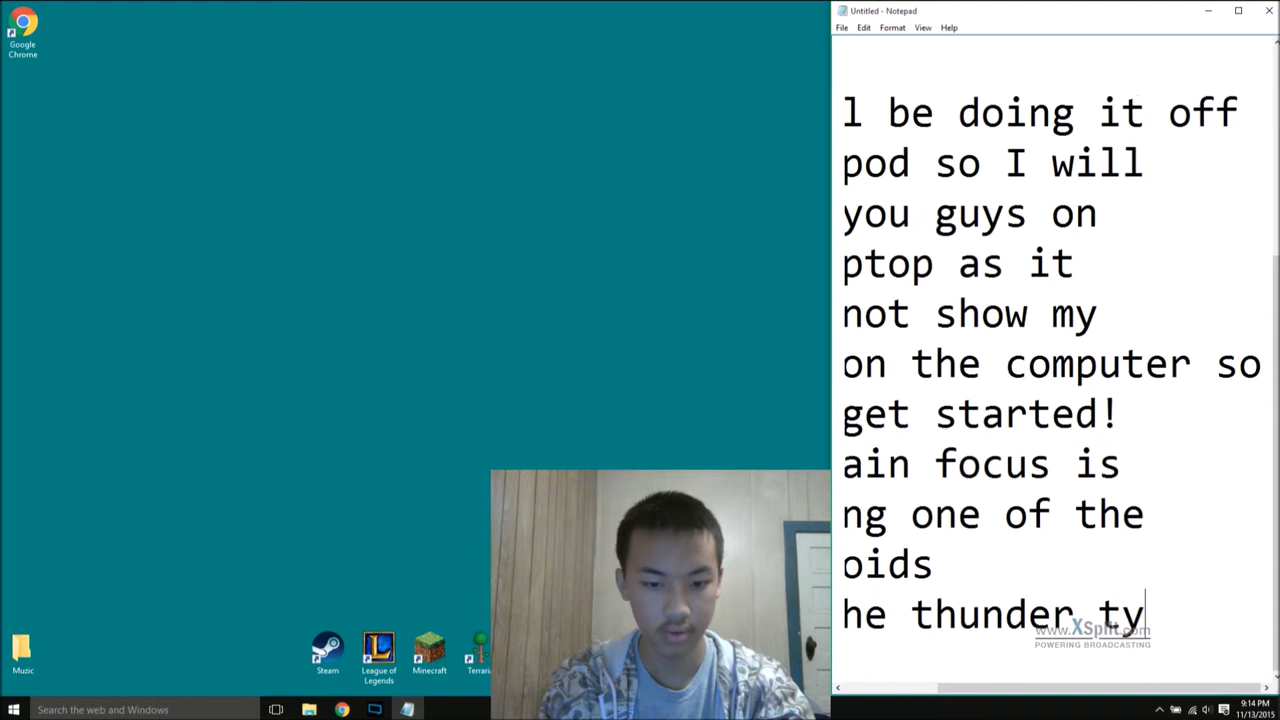 Google
Chrome
Untitled - Notepad
File Edit Format View Help
l be doing it off
pod so I will
you guys on
ptop as it
not show my
on the computer so
get started!
ain focus is
ng one of the
oids
he thunder ty
www.XSplit.com
POWERING BROADCASTING
Muzic
Steam
League of
Legends
Minecraft
Terrari
Search the web and Windows
9:14 PM
11/13/2015